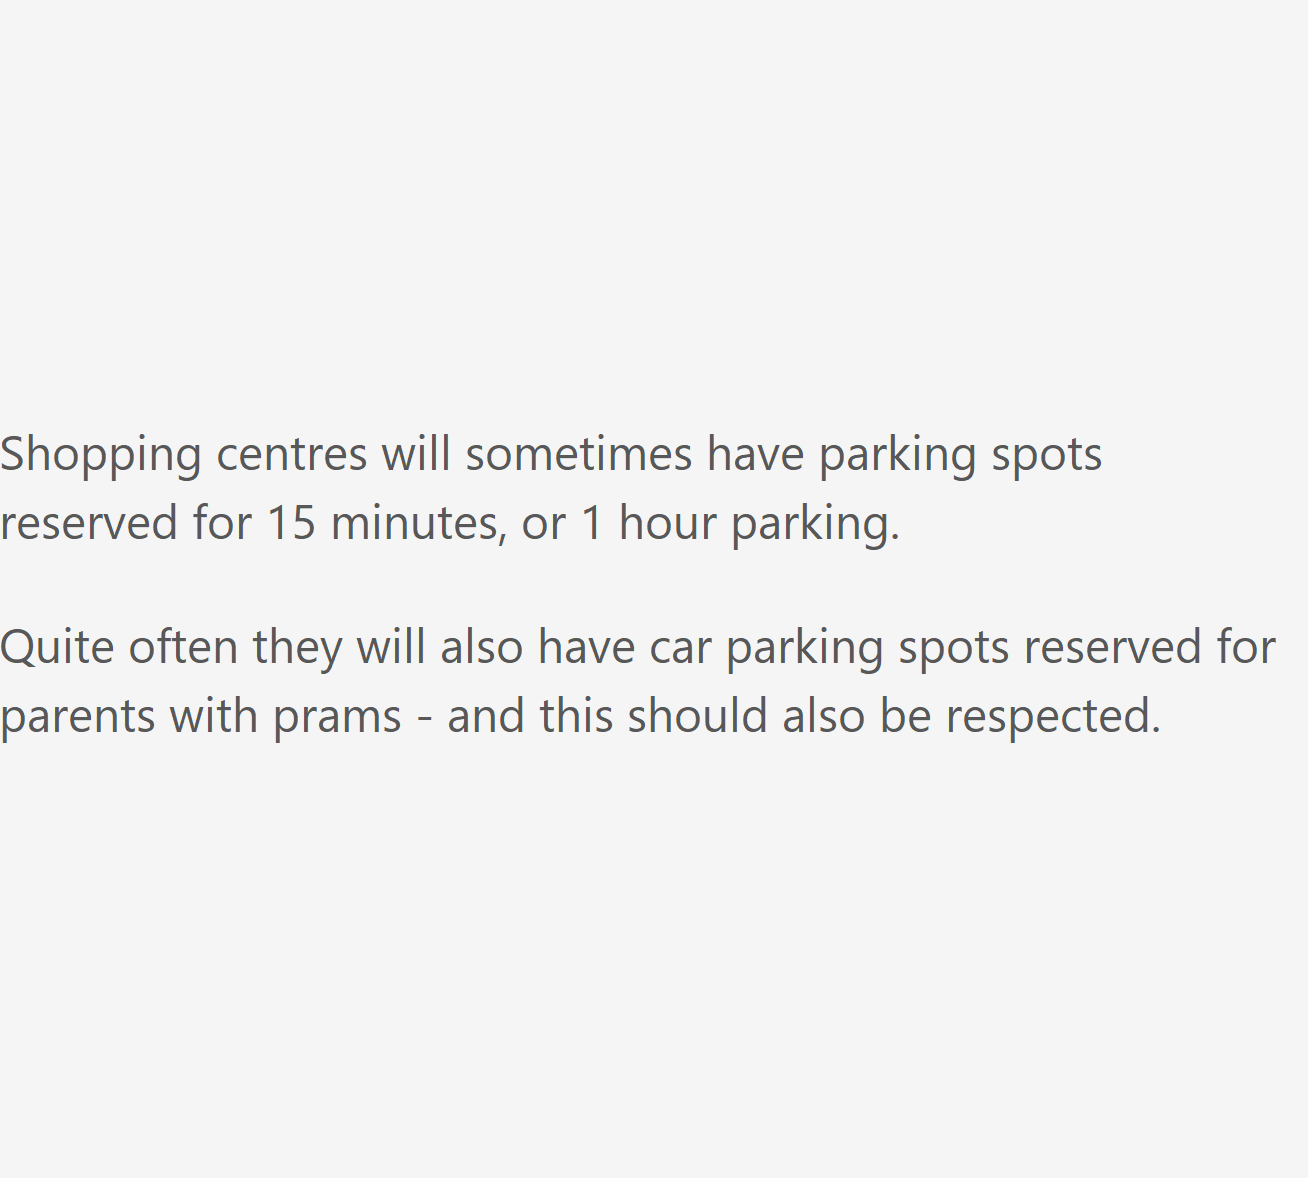 Shopping centres will sometimes have parking spots
reserved for 15 minutes, or 1 hour parking.
Quite often they will also have car parking spots reserved for
parents with prams - and this should also be respected.